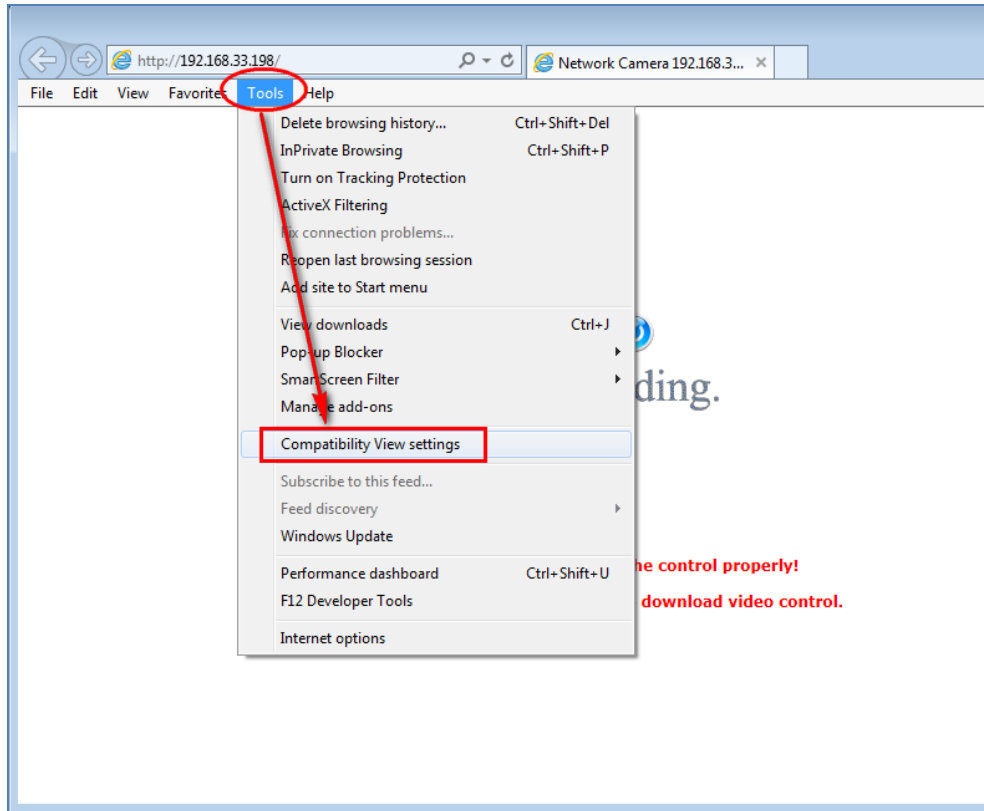 http://192.168.33.198/
Network Camera 192.168.3...
File Edit View Favorites Tools Help
Delete browsing history... Ctrl+Shift+Del
InPrivate Browsing Ctrl+Shift+P
Turn on Tracking Protection
ActiveX Filtering
Fix connection problems...
Reopen last browsing session
Add site to Start menu
View downloads Ctrl+J
Pop-up Blocker
SmartScreen Filter
ding.
Manage add-ons
Compatibility View settings
Subscribe to this feed...
Feed discovery
Windows Update
he control properly!
Performance dashboard Ctrl+Shift+U
F12 Developer Tools
download video control.
Internet options